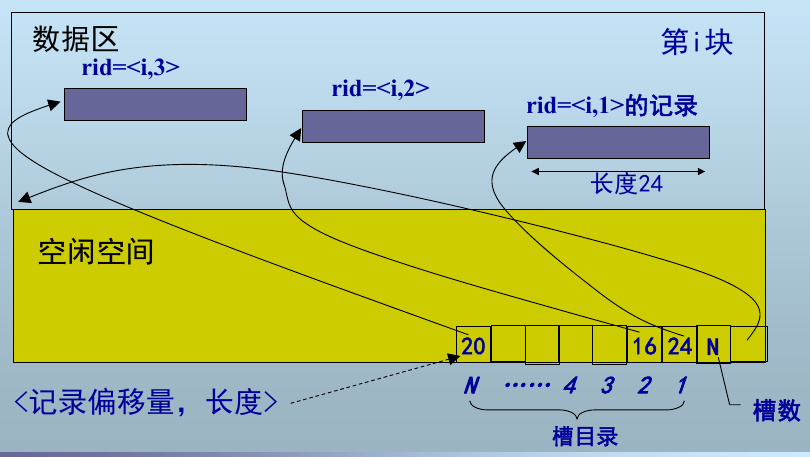 数据区
第i块
rid=<i,3>
rid=<i,2>
rid=<i,1>的记录
长度24
空闲空间
20 16 24 N
<记录偏移量，长度>
N …… 4 3 2 1
槽数
槽目录